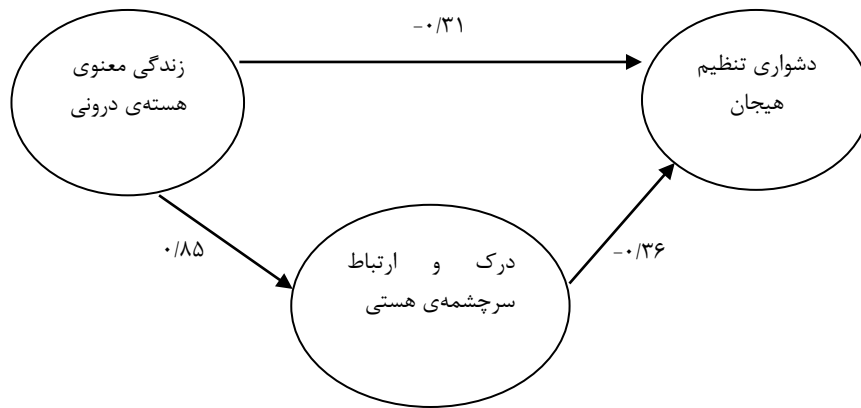 -۰/۳۱
زندگی معنوی
هسته‌ی درونی
دشواری تنظیم
هیجان
۰/۸۵
-۰/۳۶
درک و ارتباط
سرچشمه‌ی هستی